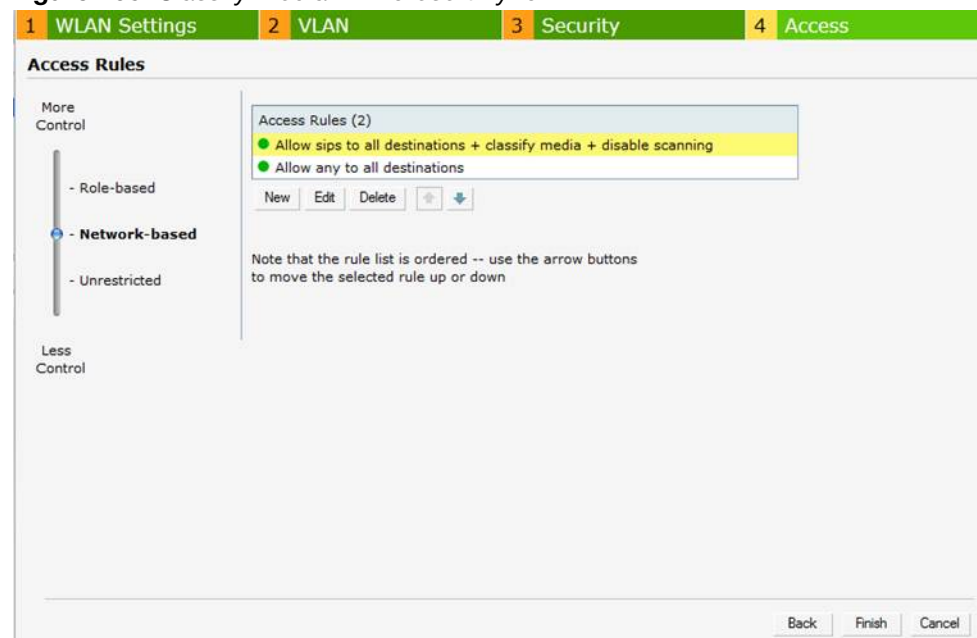 1 WLAN Settings 2 VLAN 3 Security 4 Access
Access Rules
More
Control
- Role-based
- Network-based
- Unrestricted
Less
Control
Access Rules (2)
Allow sips to all destinations + classify media + disable scanning
Allow any to all destinations
New Edit Delete
Note that the rule list is ordered -- use the arrow buttons
to move the selected rule up or down
Back Finish Cancel